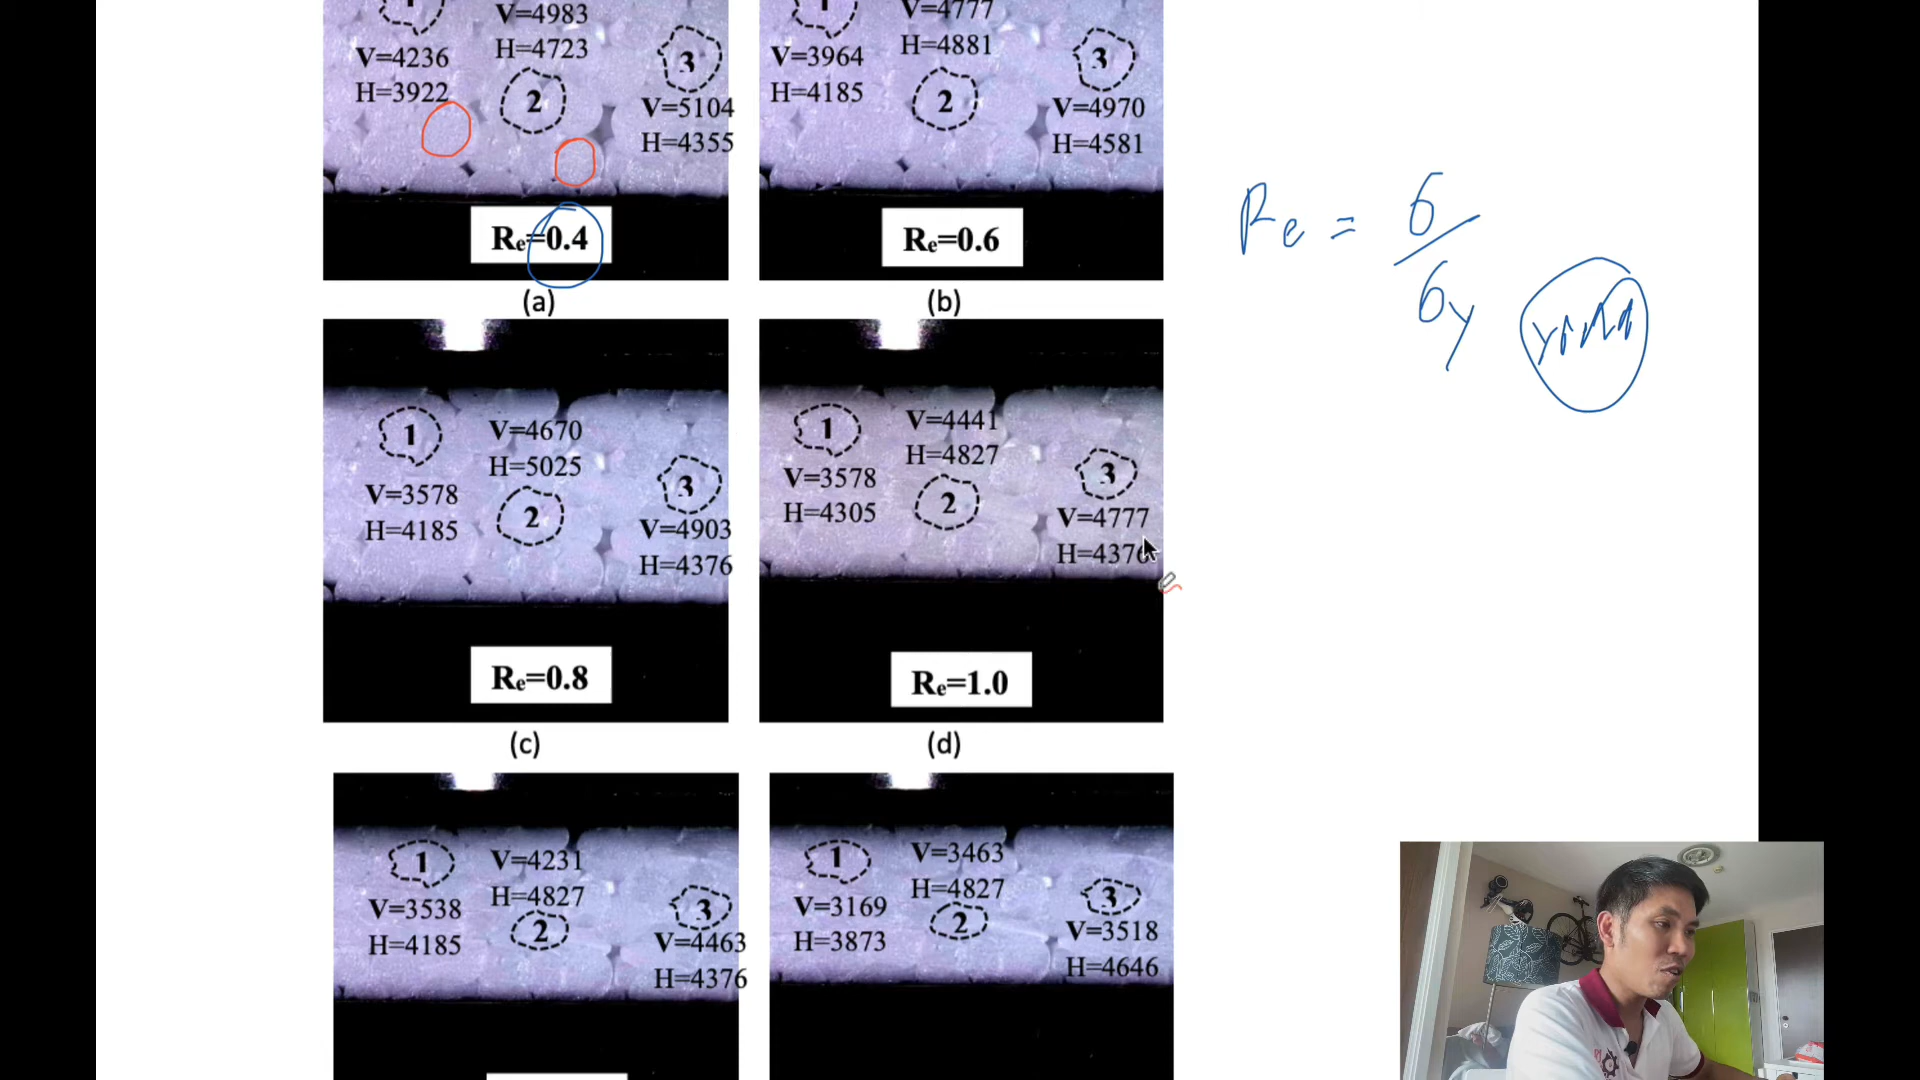 V=4983
H=4723
V=4236
H=3922
2
3
V=5104
H=4355
Re=0.4
(a)
V=4777
H=4881
V=3964
H=4185
2
3
V=4970
H=4581
Re=0.6
(b)
Re = σ/σy
yield
1
V=4670
H=5025
V=3578
H=4185
2
3
V=4903
H=4376
Re=0.8
(c)
1
V=4441
H=4827
V=3578
H=4305
2
3
V=4777
H=4376
Re=1.0
(d)
1
V=4231
H=4827
V=3538
H=4185
2
3
V=4463
H=4376
1
V=3463
H=4827
V=3169
H=3873
2
3
V=3518
H=4646